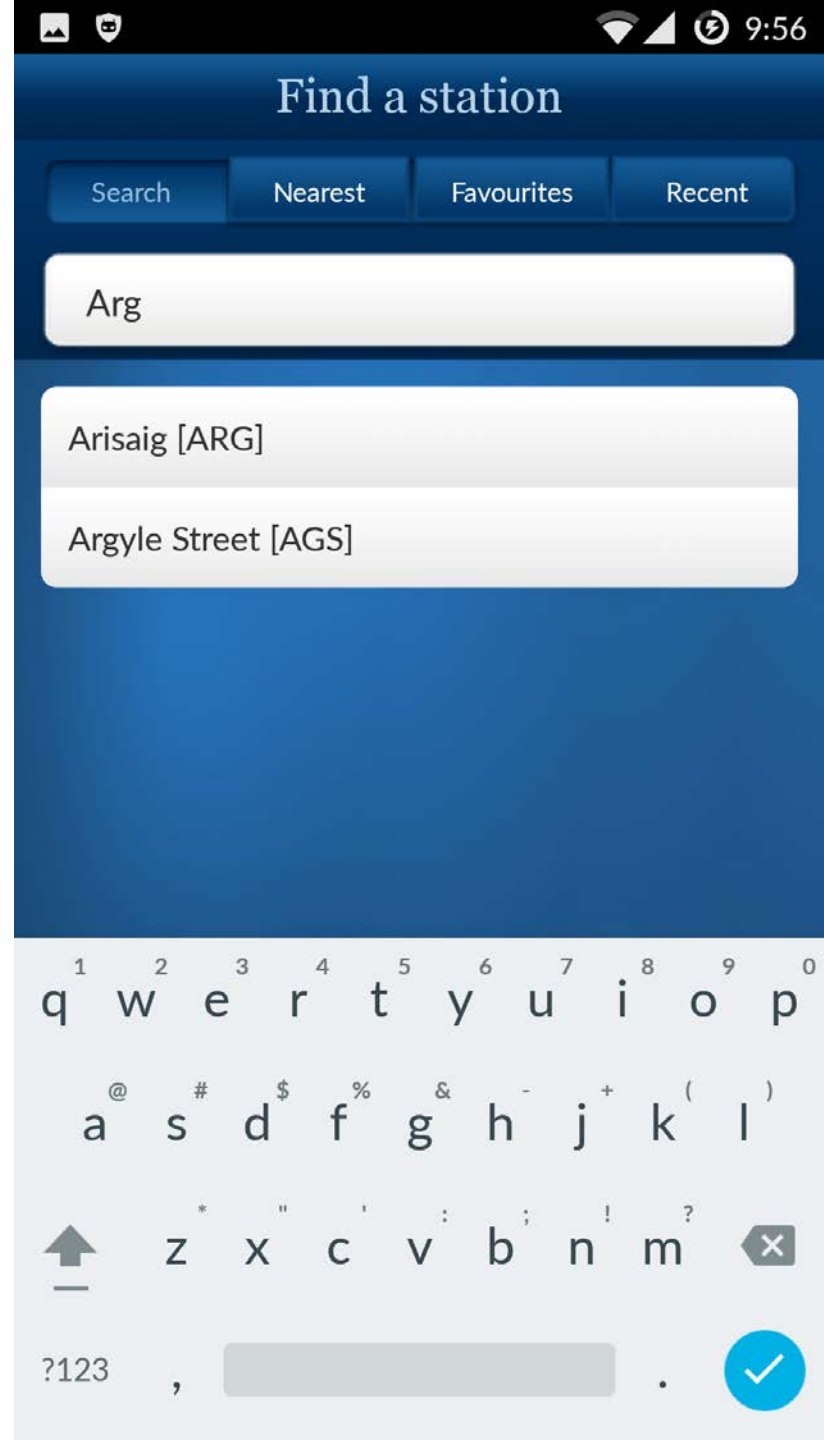 9:56
Find a station
Search Nearest Favourites Recent
Arg
Arisaig [ARG]
Argyle Street [AGS]
1 2 3 4 5 6 7 8 9 0
q w e r t y u i o p
@ # $ % & - + ( )
a s d f g h j k l
* " ' : ; ! ?
z x c v b n m
?123 , .